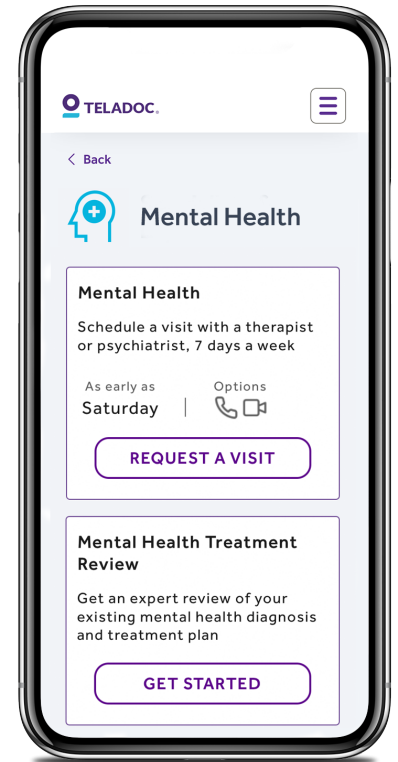 TELADOC.
Back
Mental Health
Mental Health
Schedule a visit with a therapist
or psychiatrist, 7 days a week
As early as
Options
Saturday
REQUEST A VISIT
Mental Health Treatment
Review
Get an expert review of your
existing mental health diagnosis
and treatment plan
GET STARTED